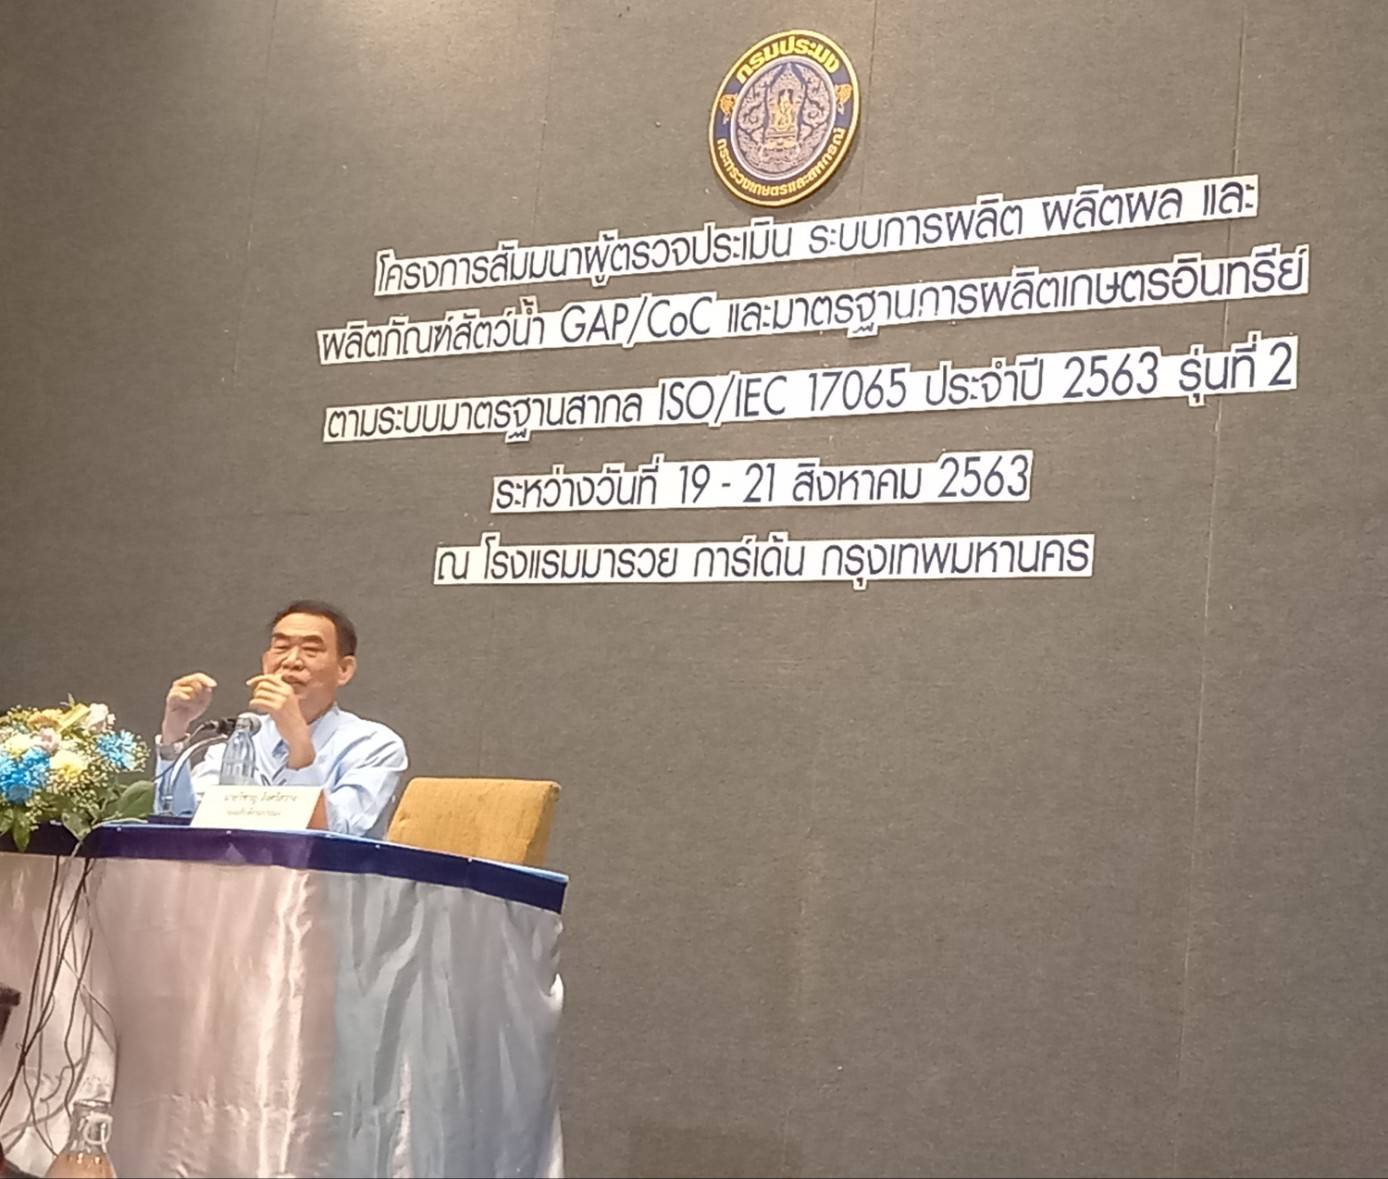 กรมประมง
กระทรวงเกษตรและสหกรณ์
โครงการสัมมนาผู้ตรวจประเมิน ระบบการผลิต ผลิตผล และ
ผลิตภัณฑ์สัตว์น้ำ GAP/CoC และมาตรฐานการผลิตเกษตรอินทรีย์
ตามระบบมาตรฐานสากล ISO/IEC 17065 ประจำปี 2563 รุ่นที่ 2
ระหว่างวันที่ 19 - 21 สิงหาคม 2563
ณ โรงแรมมารวย การ์เด้น กรุงเทพมหานคร